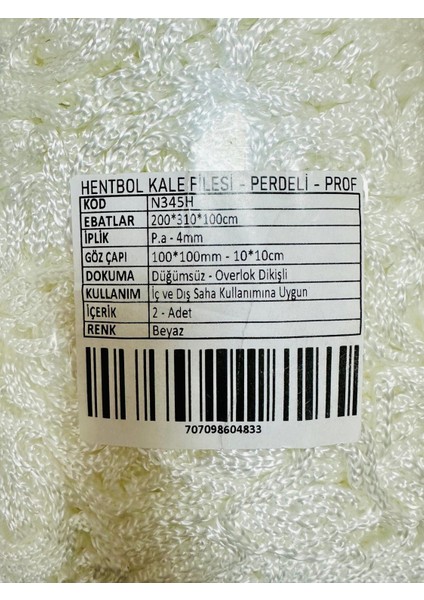 HENTBOL KALE FİLESİ - PERDELİ - PROF
KOD N345H
EBATLAR 200*310*100cm
İPLİK P.a - 4mm
GÖZ ÇAPI 100*100mm - 10*10cm
DOKUMA Düğümsüz - Overlok Dikişli
KULLANIM İç ve Dış Saha Kullanımına Uygun
İÇERİK 2 - Adet
RENK Beyaz
707098604833